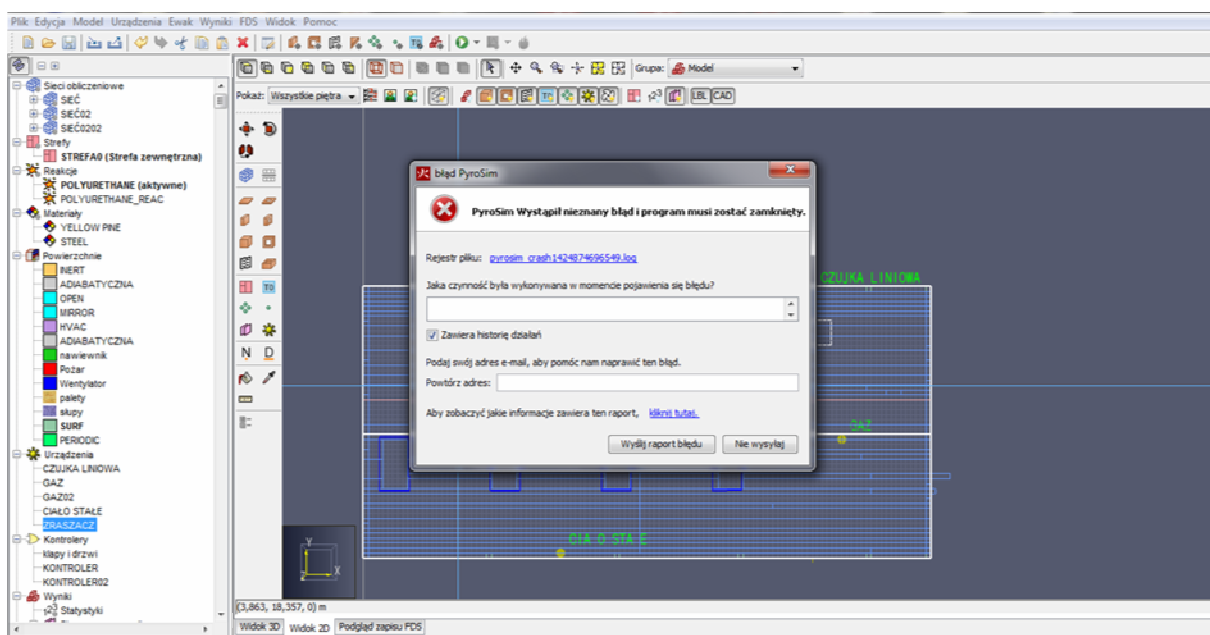 Plik Edycja Model Urządzenia Ewak Wyniki FDS Widok Pomoc
Grupa: Model
Pokaż: Wszystkie piętra
LBL CAD
Sieci obliczeniowe
SIEĆ
SIEĆ02
SIEĆ0202
Strefy
STREFA0 (Strefa zewnętrzna)
Reakcje
POLYURETHANE (aktywne)
POLYURETHANE_REAC
Materiały
YELLOW PINE
STEEL
Powierzchnie
INERT
ADIABATYCZNA
OPEN
MIRROR
HVAC
ADIABATYCZNA
nawiewnik
Pożar
Wentylator
palety
słupy
SURF
PERIODIC
Urządzenia
CZUJKA LINIOWA
GAZ
GAZ02
CIAŁO STAŁE
ZRASZACZ
Kontrolery
klapy i drzwi
KONTROLER
KONTROLER02
Wyniki
Statystyki
błąd PyroSim
PyroSim Wystąpił nieznany błąd i program musi zostać zamknięty.
Rejestr pliku: pyrosim_crash1424874696549.log
Jaka czynność była wykonywana w momencie pojawienia się błędu?
Zawiera historię działań
Podaj swój adres e-mail, aby pomóc nam naprawić ten błąd.
Powtórz adres:
Aby zobaczyć jakie informacje zawiera ten raport, kliknij tutaj.
Wyślij raport błędu
Nie wysyłaj
CZUJKA LINIOWA
GAZ
CIAŁO STAŁE
Y
Z
X
(3,863, 18,357, 0) m
Widok 3D Widok 2D Podgląd zapisu FDS